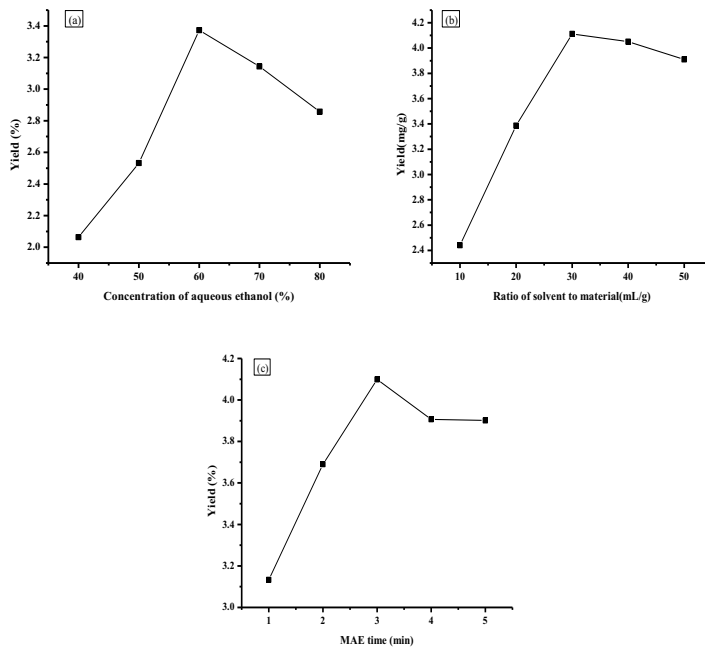 (a)
3.4
3.2
3.0
2.8
2.6
2.4
2.2
2.0
Yield (%)
40 50 60 70 80
Concentration of aqueous ethanol (%)
(b)
4.2
4.0
3.8
3.6
3.4
3.2
3.0
2.8
2.6
2.4
Yield(mg/g)
10 20 30 40 50
Ratio of solvent to material(mL/g)
(c)
4.2
4.0
3.8
3.6
3.4
3.2
3.0
Yield (%)
1 2 3 4 5
MAE time (min)